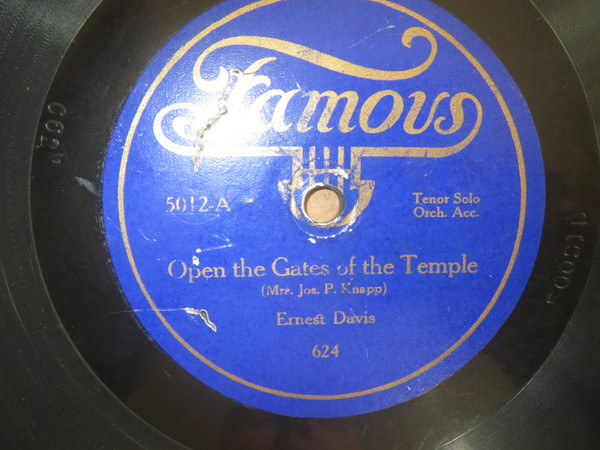 Famous
5012-A
Tenor Solo
Orch. Acc.
Open the Gates of the Temple
(Mrs. Jos. P. Knapp)
Ernest Davis
624